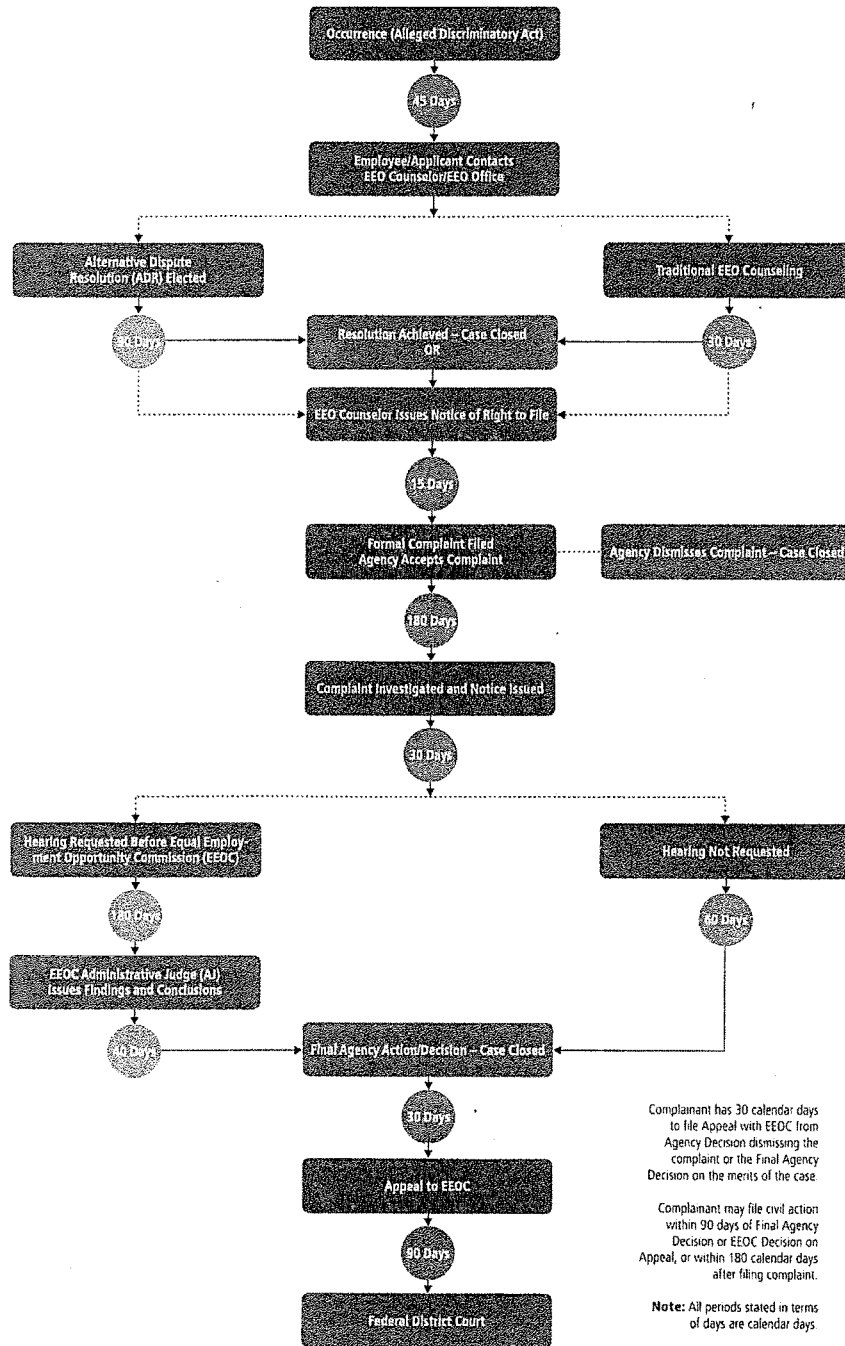 Occurrence (Alleged Discriminatory Act)
45 Days
Employee/Applicant Contacts
EEO Counselor/EEO Office
Alternative Dispute
Resolution (ADR) Elected
Traditional EEO Counseling
90 Days
Resolution Achieved – Case Closed
OR
30 Days
EEO Counselor Issues Notice of Right to File
15 Days
Formal Complaint Filed
Agency Accepts Complaint
Agency Dismisses Complaint – Case Closed
180 Days
Complaint Investigated and Notice Issued
30 Days
Hearing Requested Before Equal Employ-
ment Opportunity Commission (EEOC)
Hearing Not Requested
180 Days
60 Days
EEOC Administrative Judge (AJ)
Issues Findings and Conclusions
40 Days
Final Agency Action/Decision – Case Closed
30 Days
Appeal to EEOC
90 Days
Federal District Court
Complainant has 30 calendar days
to file Appeal with EEOC from
Agency Decision dismissing the
complaint or the Final Agency
Decision on the merits of the case.
Complainant may file civil action
within 90 days of Final Agency
Decision or EEOC Decision on
Appeal, or within 180 calendar days
after filing complaint.
Note: All periods stated in terms
of days are calendar days.